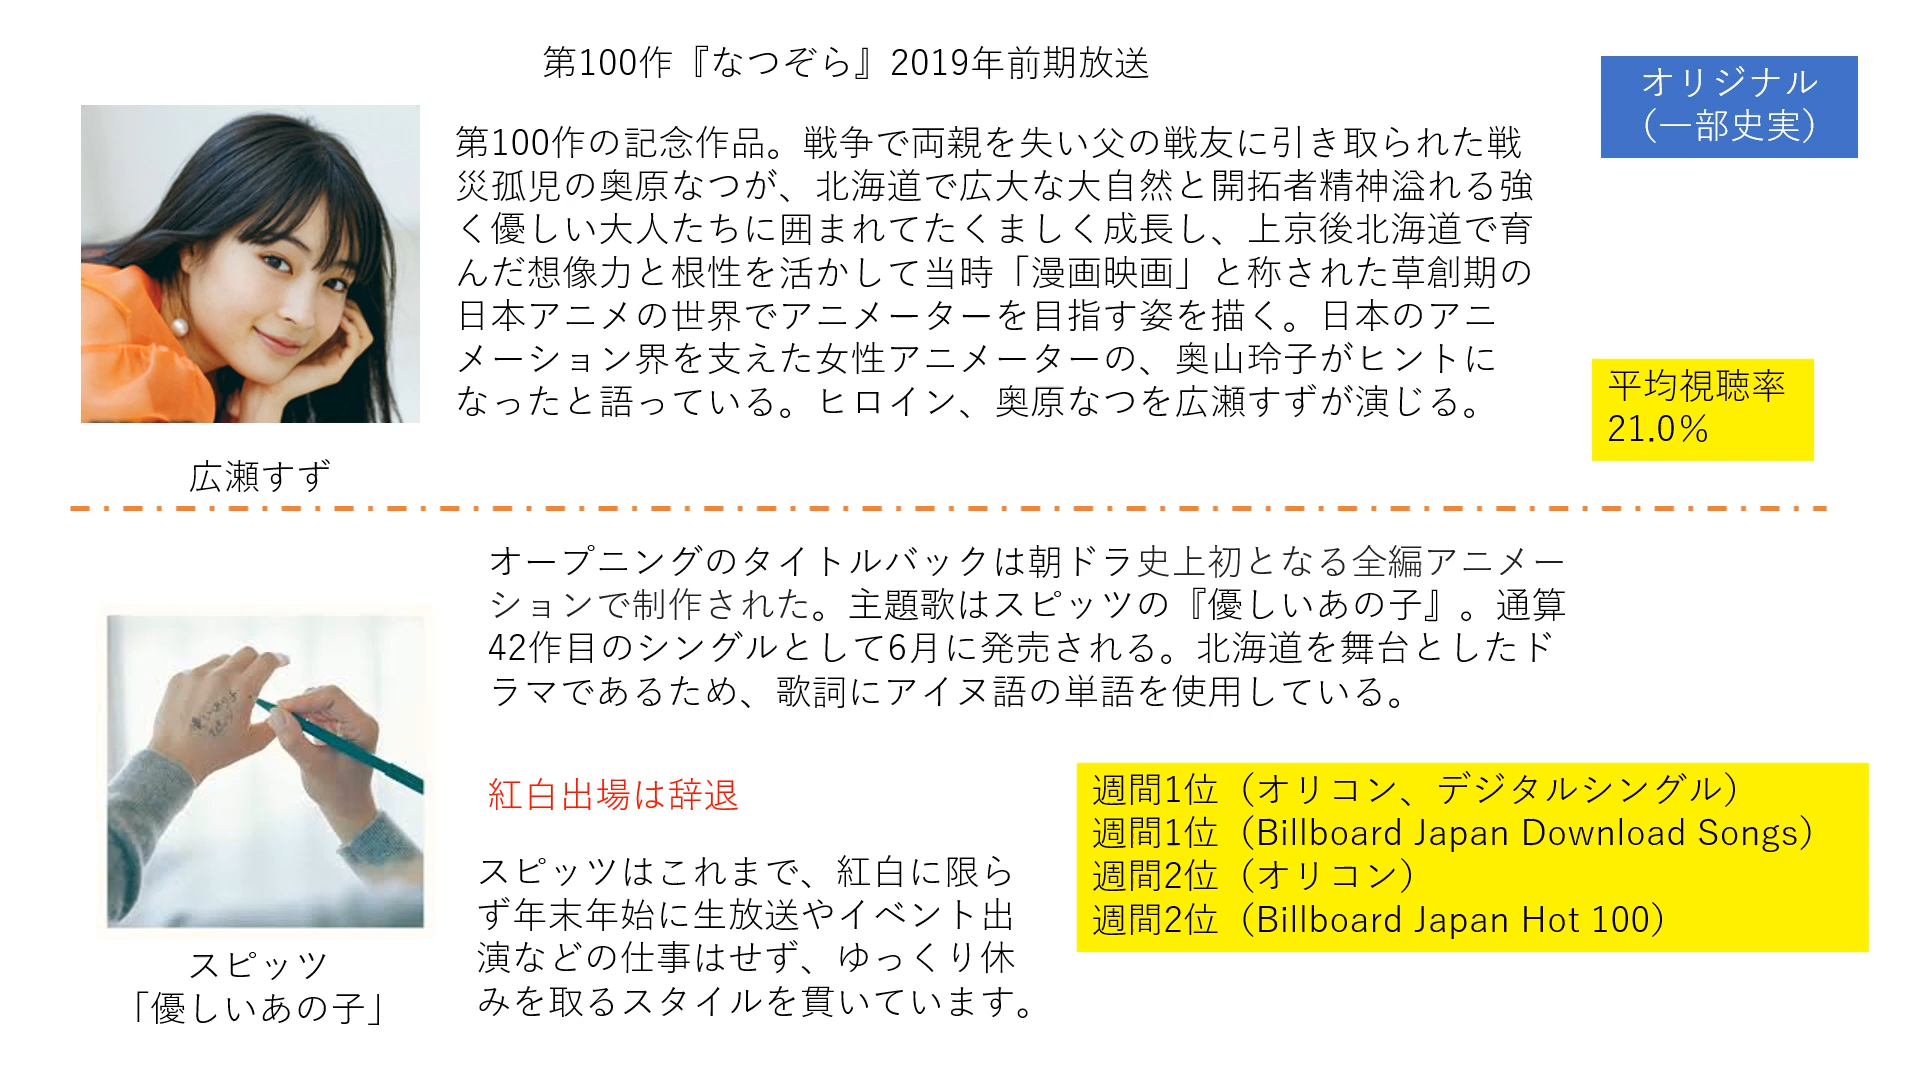 第100作『なつぞら』2019年前期放送
オリジナル
（一部史実）
第100作の記念作品。戦争で両親を失い父の戦友に引き取られた戦
災孤児の奥原なつが、北海道で広大な大自然と開拓者精神溢れる強
く優しい大人たちに囲まれてたくましく成長し、上京後北海道で育
んだ想像力と根性を活かして当時「漫画映画」と称された草創期の
日本アニメの世界でアニメーターを目指す姿を描く。日本のアニ
メーション界を支えた女性アニメーターの、奥山玲子がヒントに
なったと語っている。ヒロイン、奥原なつを広瀬すずが演じる。
平均視聴率
21.0％
広瀬すず
オープニングのタイトルバックは朝ドラ史上初となる全編アニメー
ションで制作された。主題歌はスピッツの『優しいあの子』。通算
42作目のシングルとして6月に発売される。北海道を舞台としたド
ラマであるため、歌詞にアイヌ語の単語を使用している。
紅白出場は辞退
スピッツはこれまで、紅白に限ら
ず年末年始に生放送やイベント出
演などの仕事はせず、ゆっくり休
みを取るスタイルを貫いています。
週間1位（オリコン、デジタルシングル）
週間1位（Billboard Japan Download Songs）
週間2位（オリコン）
週間2位（Billboard Japan Hot 100）
スピッツ
「優しいあの子」